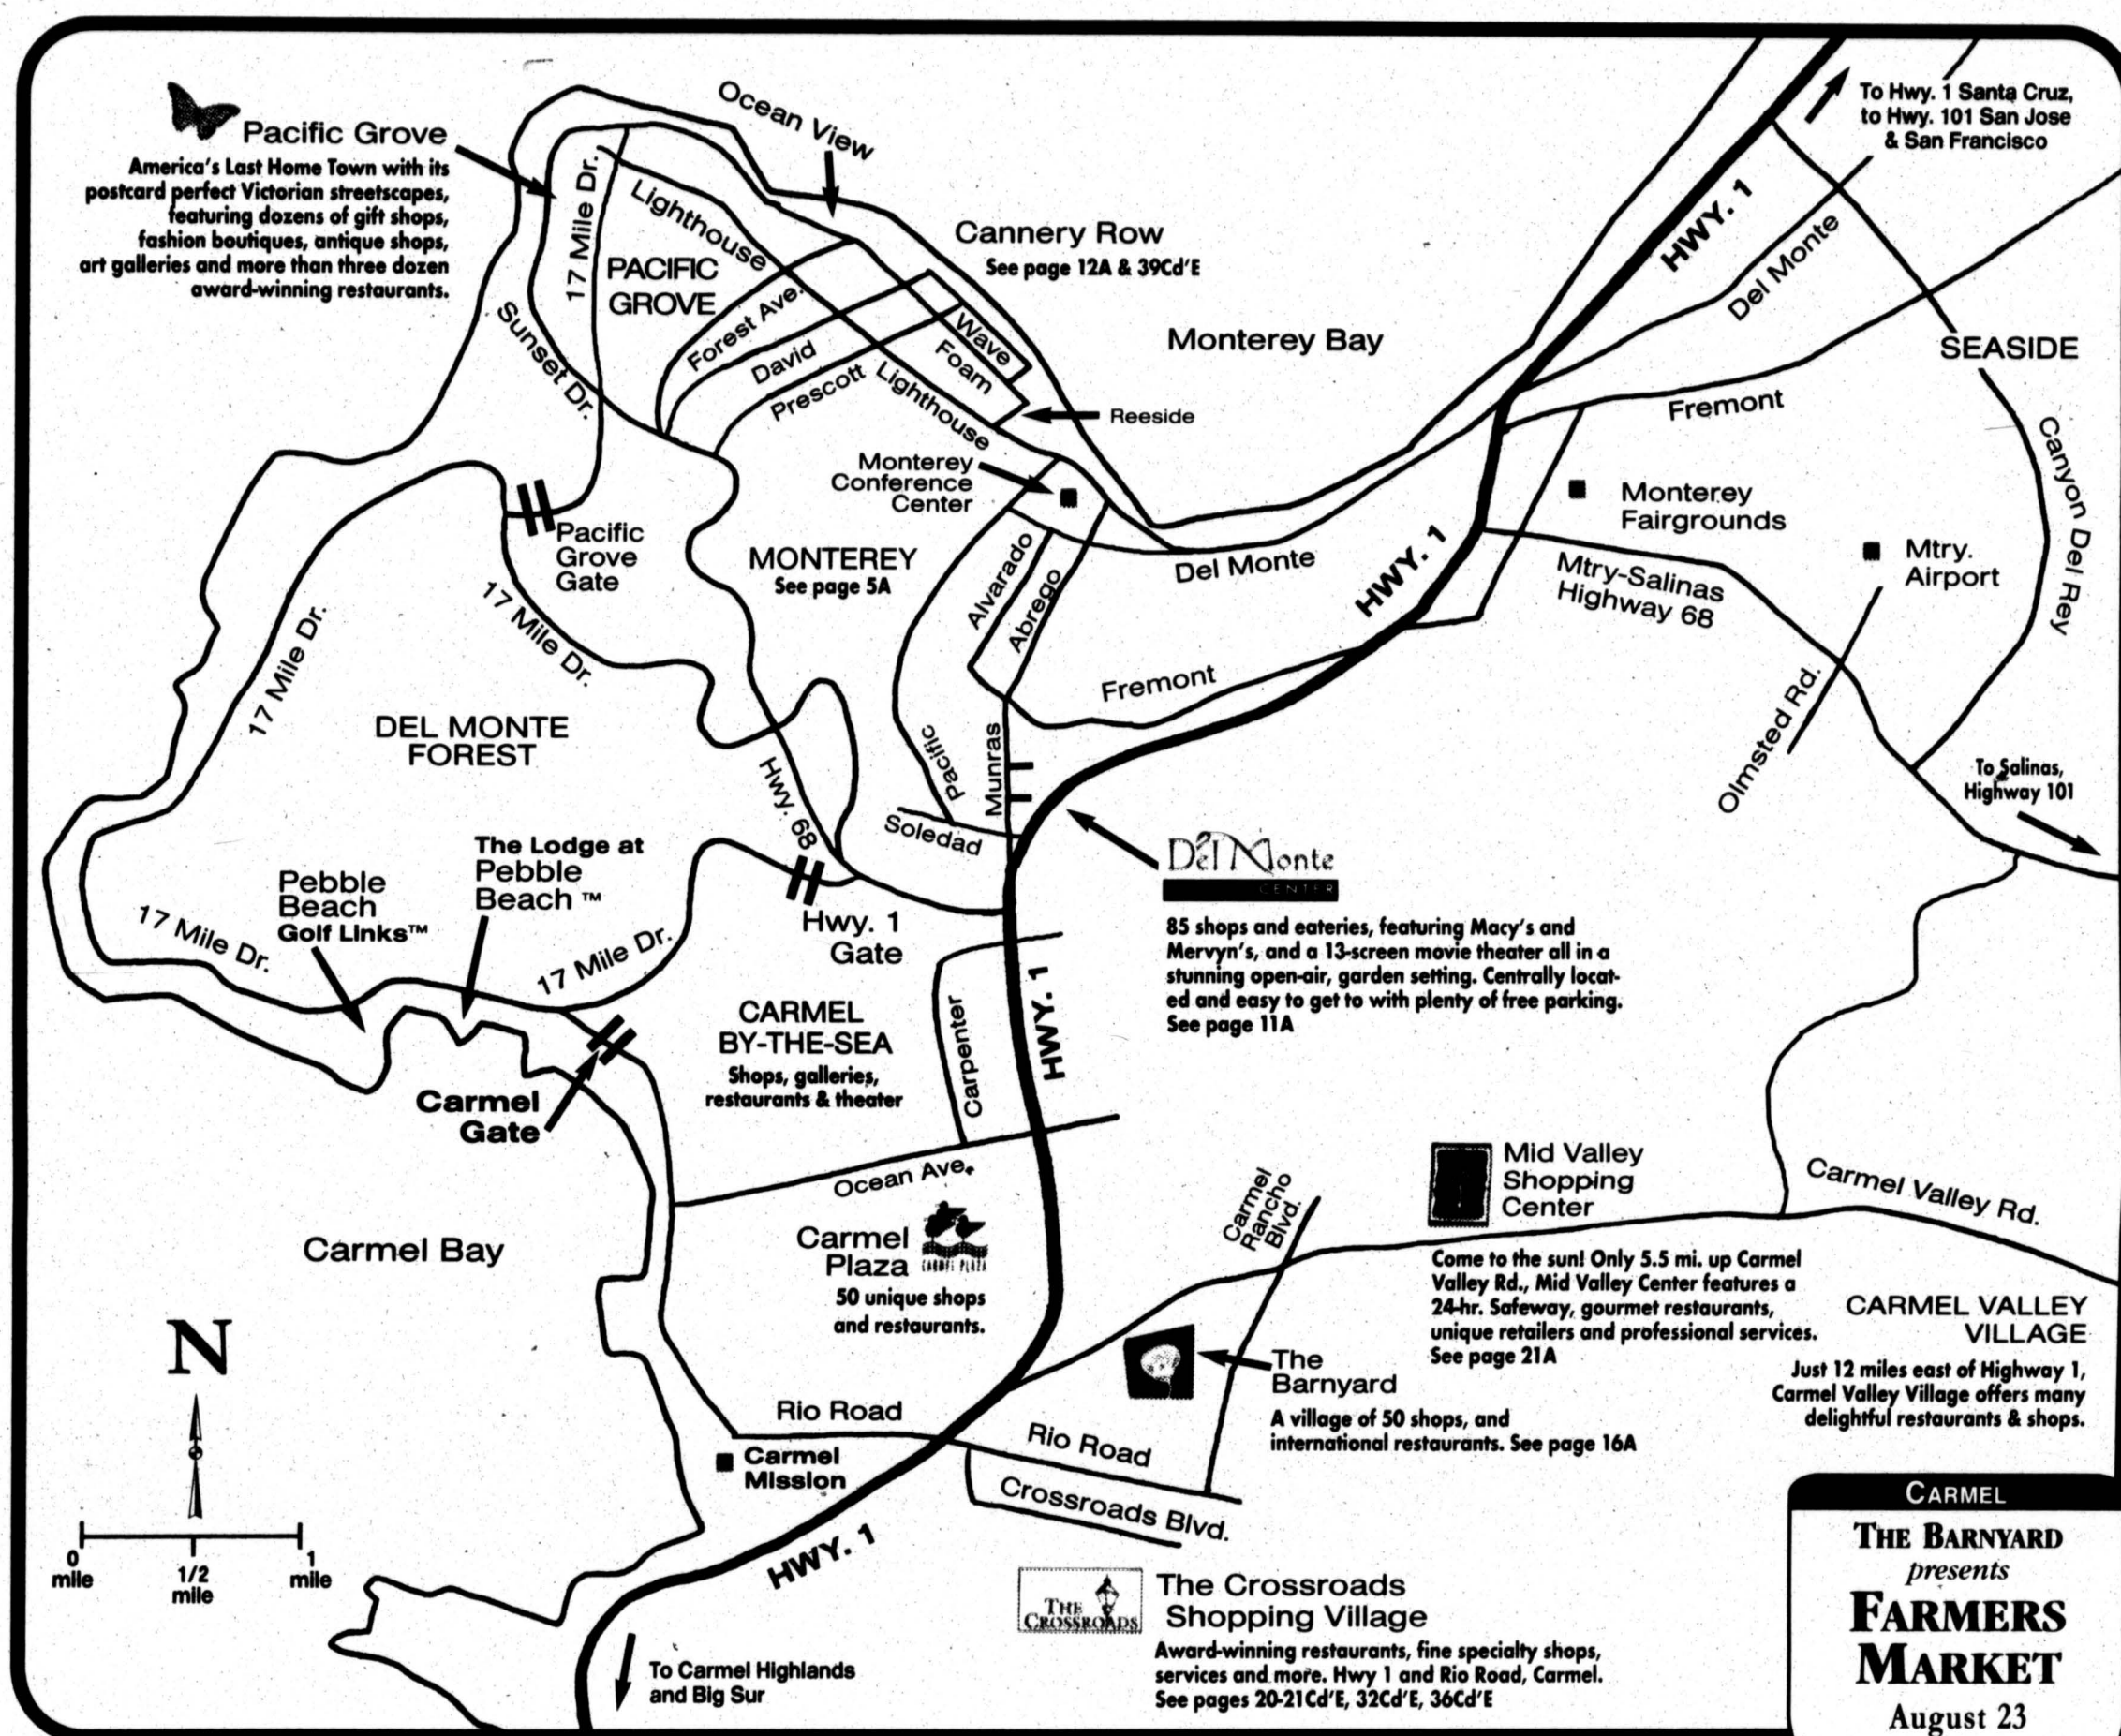 Pacific Grove
America's Last Home Town with its
postcard perfect Victorian streetscapes,
featuring dozens of gift shops,
fashion boutiques, antique shops,
art galleries and more than three dozen
award-winning restaurants.
Ocean View
To Hwy. 1 Santa Cruz,
to Hwy. 101 San Jose
& San Francisco
17 Mile Dr.
Lighthouse
PACIFIC
GROVE
Cannery Row
See page 12A & 39Cd'E
HWY. 1
Del Monte
Sunset Dr.
Forest Ave.
David
Prescott
Wave
Foam
Lighthouse
Reeside
Monterey Bay
SEASIDE
Fremont
Canyon Del Rey
Monterey
Conference
Center
Monterey
Fairgrounds
Mtry.
Airport
Pacific
Grove
Gate
MONTEREY
See page 5A
Alvarado
Abrego
Del Monte
HWY. 1
Mtry-Salinas
Highway 68
17 Mile Dr.
17 Mile Dr.
Fremont
Olmsted Rd.
DEL MONTE
FOREST
Hwy. 68
Pacific
Munras
Soledad
To Salinas,
Highway 101
Del Monte
CENTER
85 shops and eateries, featuring Macy's and
Mervyn's, and a 13-screen movie theater all in a
stunning open-air, garden setting. Centrally locat-
ed and easy to get to with plenty of free parking.
See page 11A
The Lodge at
Pebble
Beach ™
Pebble
Beach
Golf Links™
17 Mile Dr.
17 Mile Dr.
Hwy. 1
Gate
CARMEL
BY-THE-SEA
Shops, galleries,
restaurants & theater
Carpenter
HWY. 1
Carmel
Gate
Ocean Ave.
Carmel
Rancho
Blvd.
Mid Valley
Shopping
Center
Carmel Valley Rd.
Come to the sun! Only 5.5 mi. up Carmel
Valley Rd., Mid Valley Center features a
24-hr. Safeway, gourmet restaurants,
unique retailers and professional services.
See page 21A
Carmel Bay
Carmel
Plaza
CARMEL PLAZA
50 unique shops
and restaurants.
CARMEL VALLEY
VILLAGE
Just 12 miles east of Highway 1,
Carmel Valley Village offers many
delightful restaurants & shops.
N
The
Barnyard
A village of 50 shops, and
international restaurants. See page 16A
Rio Road
Rio Road
Carmel
Mission
Crossroads Blvd.
HWY. 1
0
mile
1/2
mile
1
mile
THE
CROSSROADS
The Crossroads
Shopping Village
Award-winning restaurants, fine specialty shops,
services and more. Hwy 1 and Rio Road, Carmel.
See pages 20-21Cd'E, 32Cd'E, 36Cd'E
To Carmel Highlands
and Big Sur
CARMEL
THE BARNYARD
presents
FARMERS
MARKET
August 23